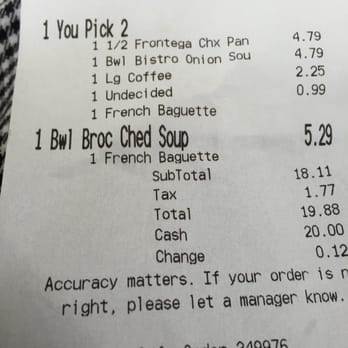 1 You Pick 2
1 1/2 Frontega Chx Pan 4.79
1 Bwl Bistro Onion Sou 4.79
1 Lg Coffee 2.25
1 Undecided 0.99
1 French Baguette
1 Bwl Broc Ched Soup 5.29
1 French Baguette
SubTotal 18.11
Tax 1.77
Total 19.88
Cash 20.00
Change 0.12
Accuracy matters. If your order is n
right, please let a manager know.